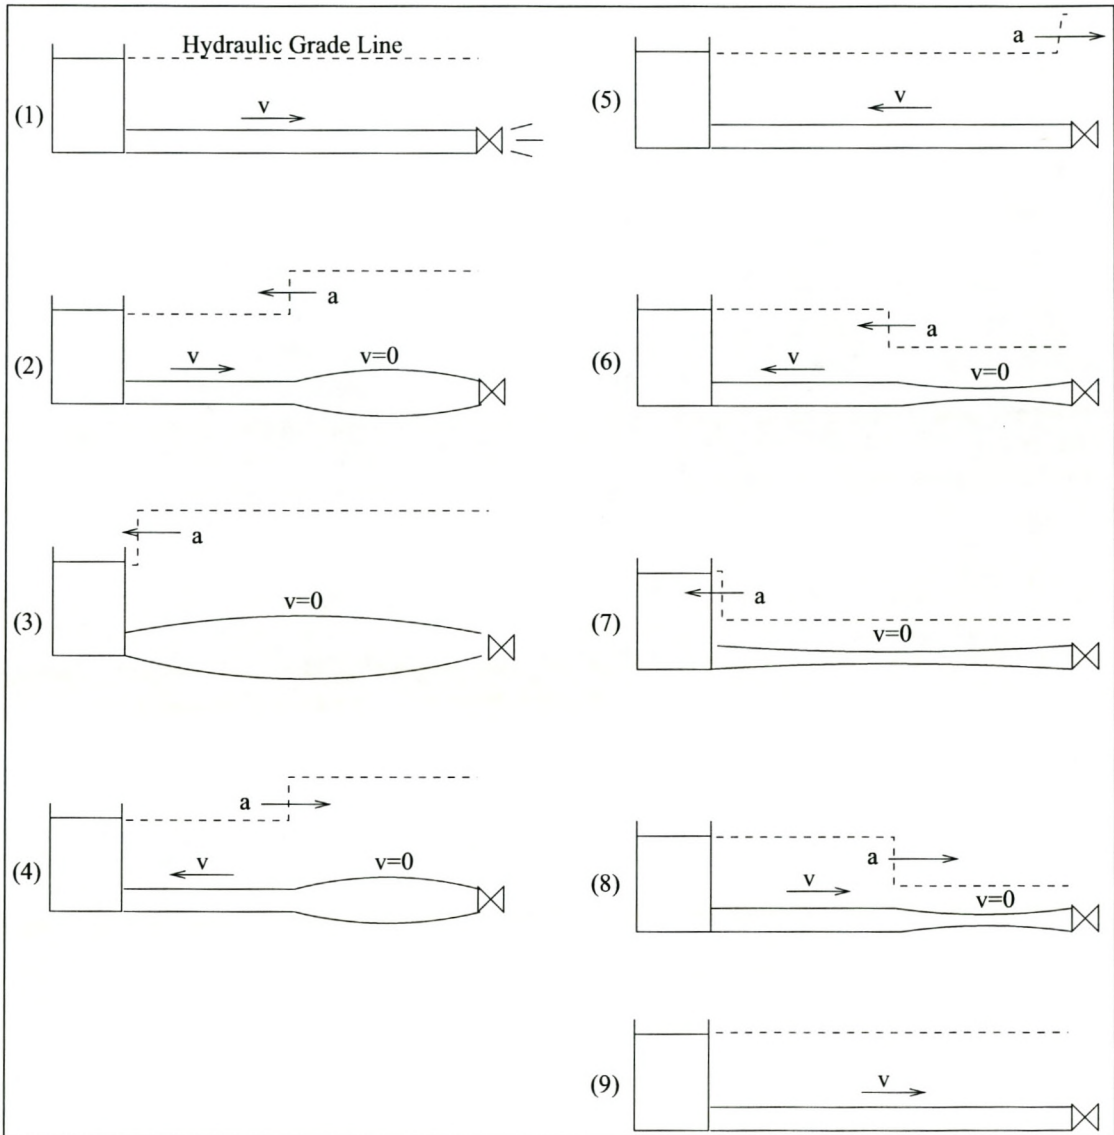 Hydraulic Grade Line
(1)
v
a
(2)
v
v=0
a
(3)
v=0
a
(4)
v
v=0
a
(5)
v
a
(6)
v
v=0
a
(7)
v=0
a
(8)
v
v=0
(9)
v